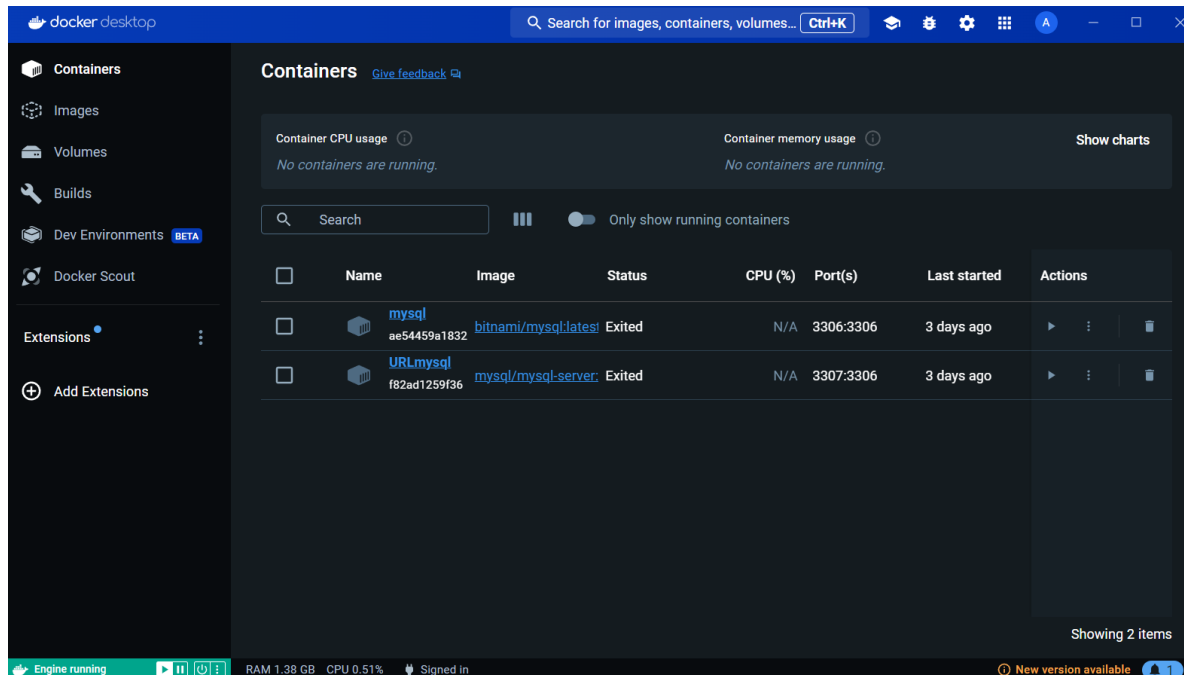 docker desktop
Search for images, containers, volumes... Ctrl+K
A
Containers
Images
Volumes
Builds
Dev Environments BETA
Docker Scout
Extensions
Add Extensions
Containers Give feedback
Container CPU usage
No containers are running.
Container memory usage
No containers are running.
Show charts
Search
Only show running containers
Name Image Status CPU (%) Port(s) Last started Actions
mysql
ae54459a1832
bitnami/mysql:latest Exited N/A 3306:3306 3 days ago
URLmysql
f82ad1259f36
mysql/mysql-server: Exited N/A 3307:3306 3 days ago
Showing 2 items
Engine running
RAM 1.38 GB CPU 0.51% Signed in
New version available 1